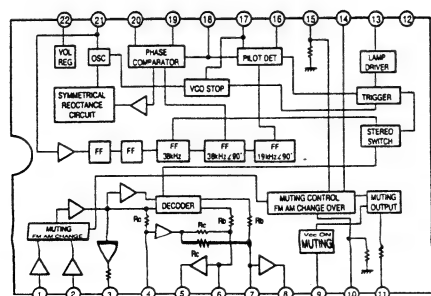 22 21 20 19 18 17 16 15 14 13 12
VOL REG
OSC
PHASE COMPARATOR
PILOT DET
LAMP DRIVER
SYMMETRICAL REOCTANCE CIRCUIT
VCO STOP
TRIGGER
STEREO SWITCH
FF
FF
FF 38kHz
FF 38kHz∠90°
FF 19kHz∠90°
DECODER
MUTING CONTROL FM AM CHANGE OVER
MUTING OUTPUT
MUTING FM AM CHANGE
Ra
Rc
Rb
Rb
Rc
Vcc ON MUTING
1 2 3 4 5 6 7 8 9 10 11